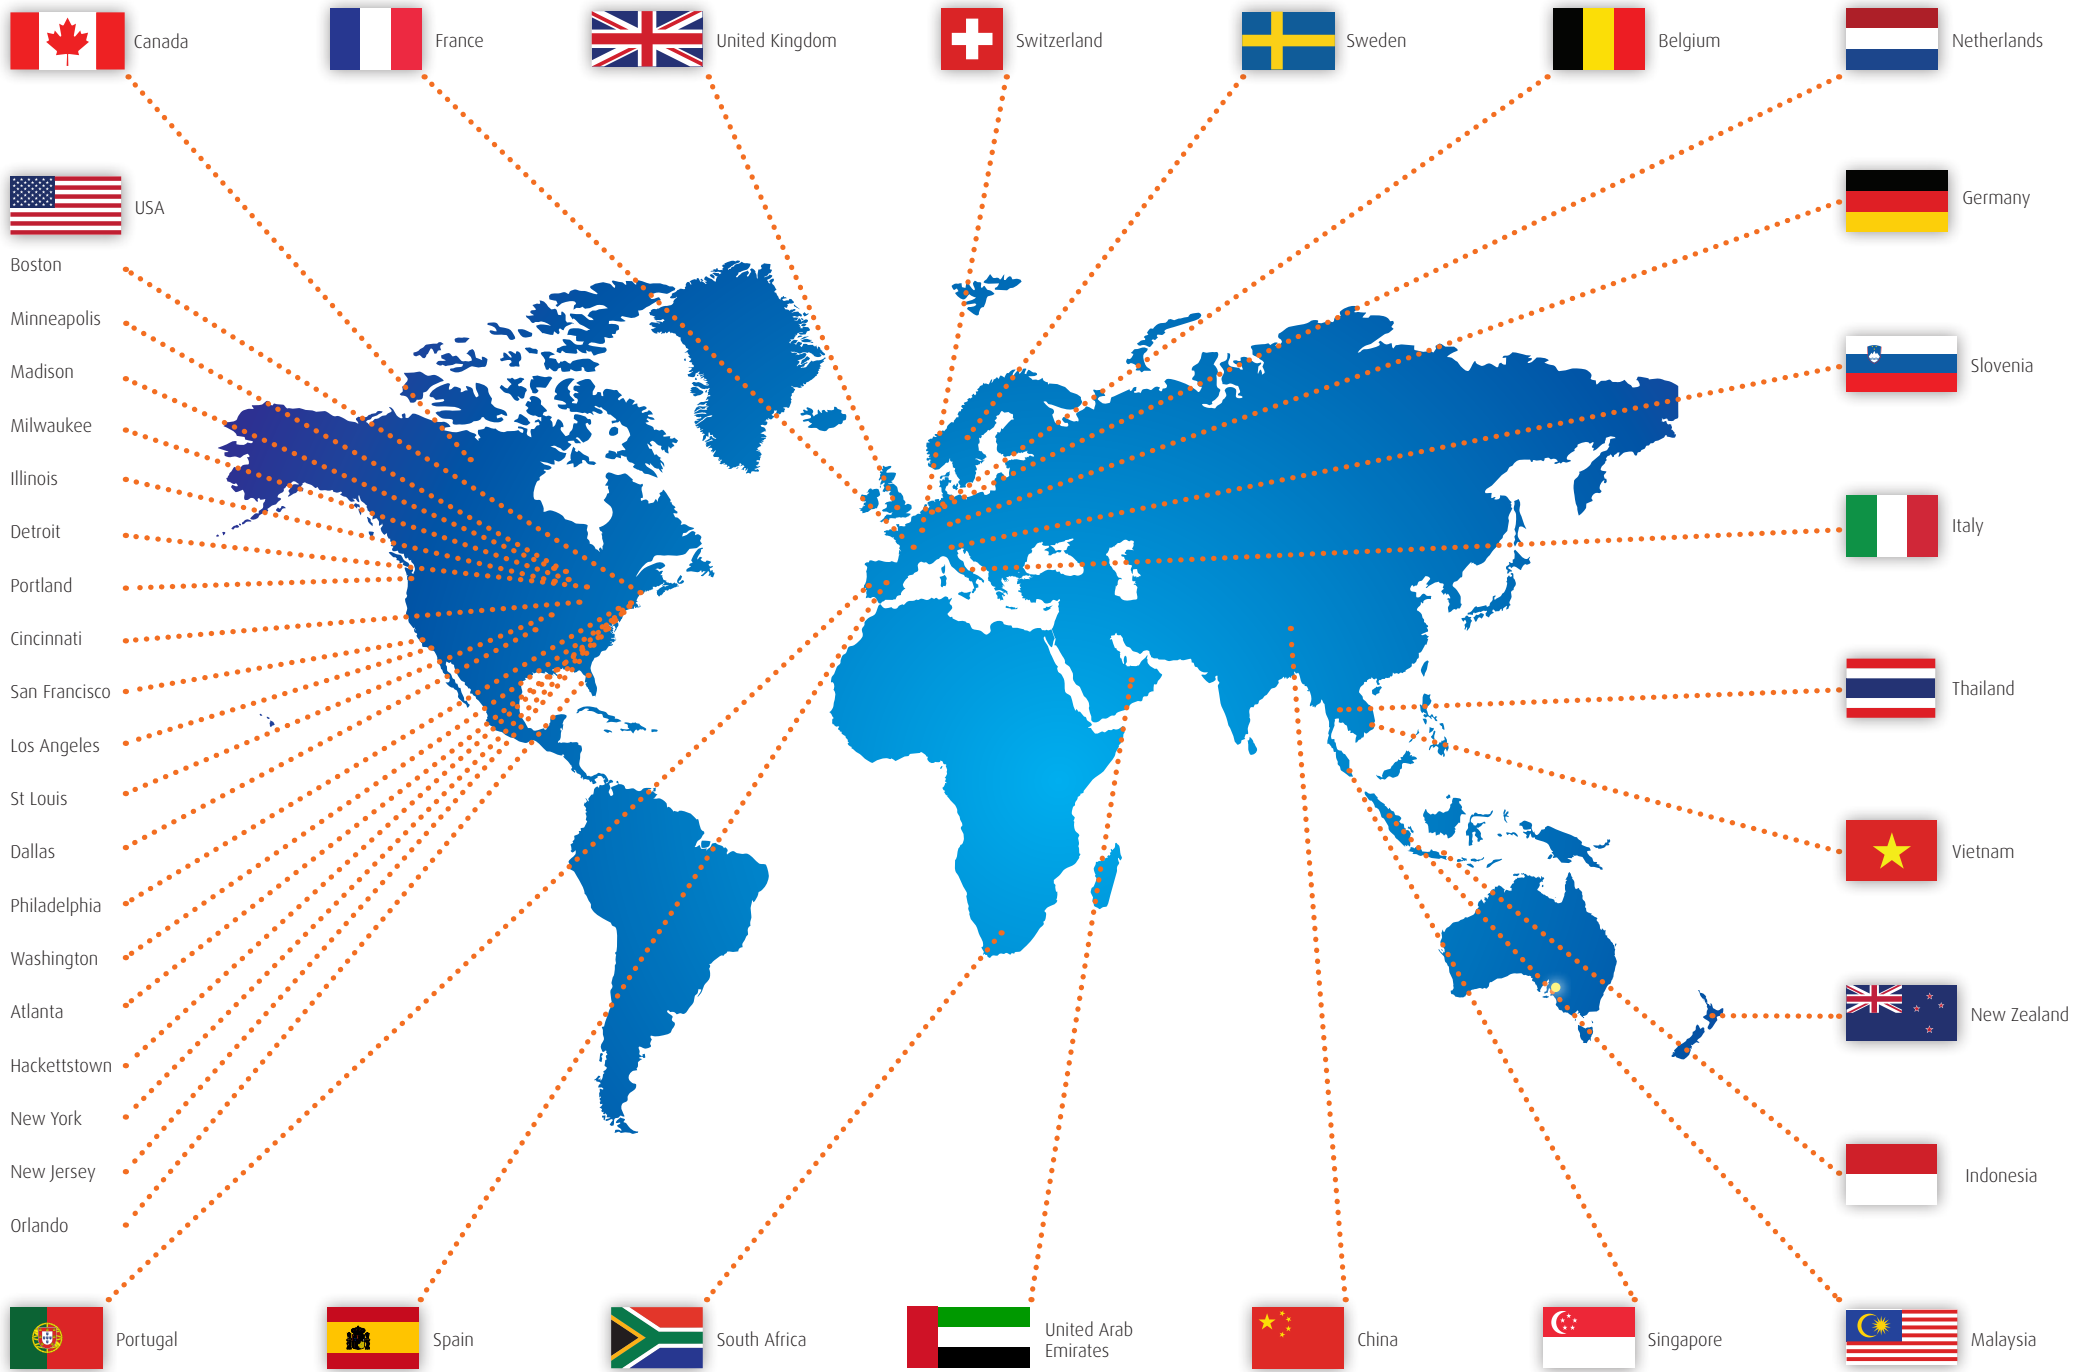 Canada
France
United Kingdom
Switzerland
Sweden
Belgium
Netherlands
USA
Germany
Boston
Minneapolis
Madison
Slovenia
Milwaukee
Illinois
Detroit
Italy
Portland
Cincinnati
San Francisco
Thailand
Los Angeles
St Louis
Dallas
Vietnam
Philadelphia
Washington
Atlanta
New Zealand
Hackettstown
New York
New Jersey
Indonesia
Orlando
Portugal
Spain
South Africa
United Arab
Emirates
China
Singapore
Malaysia